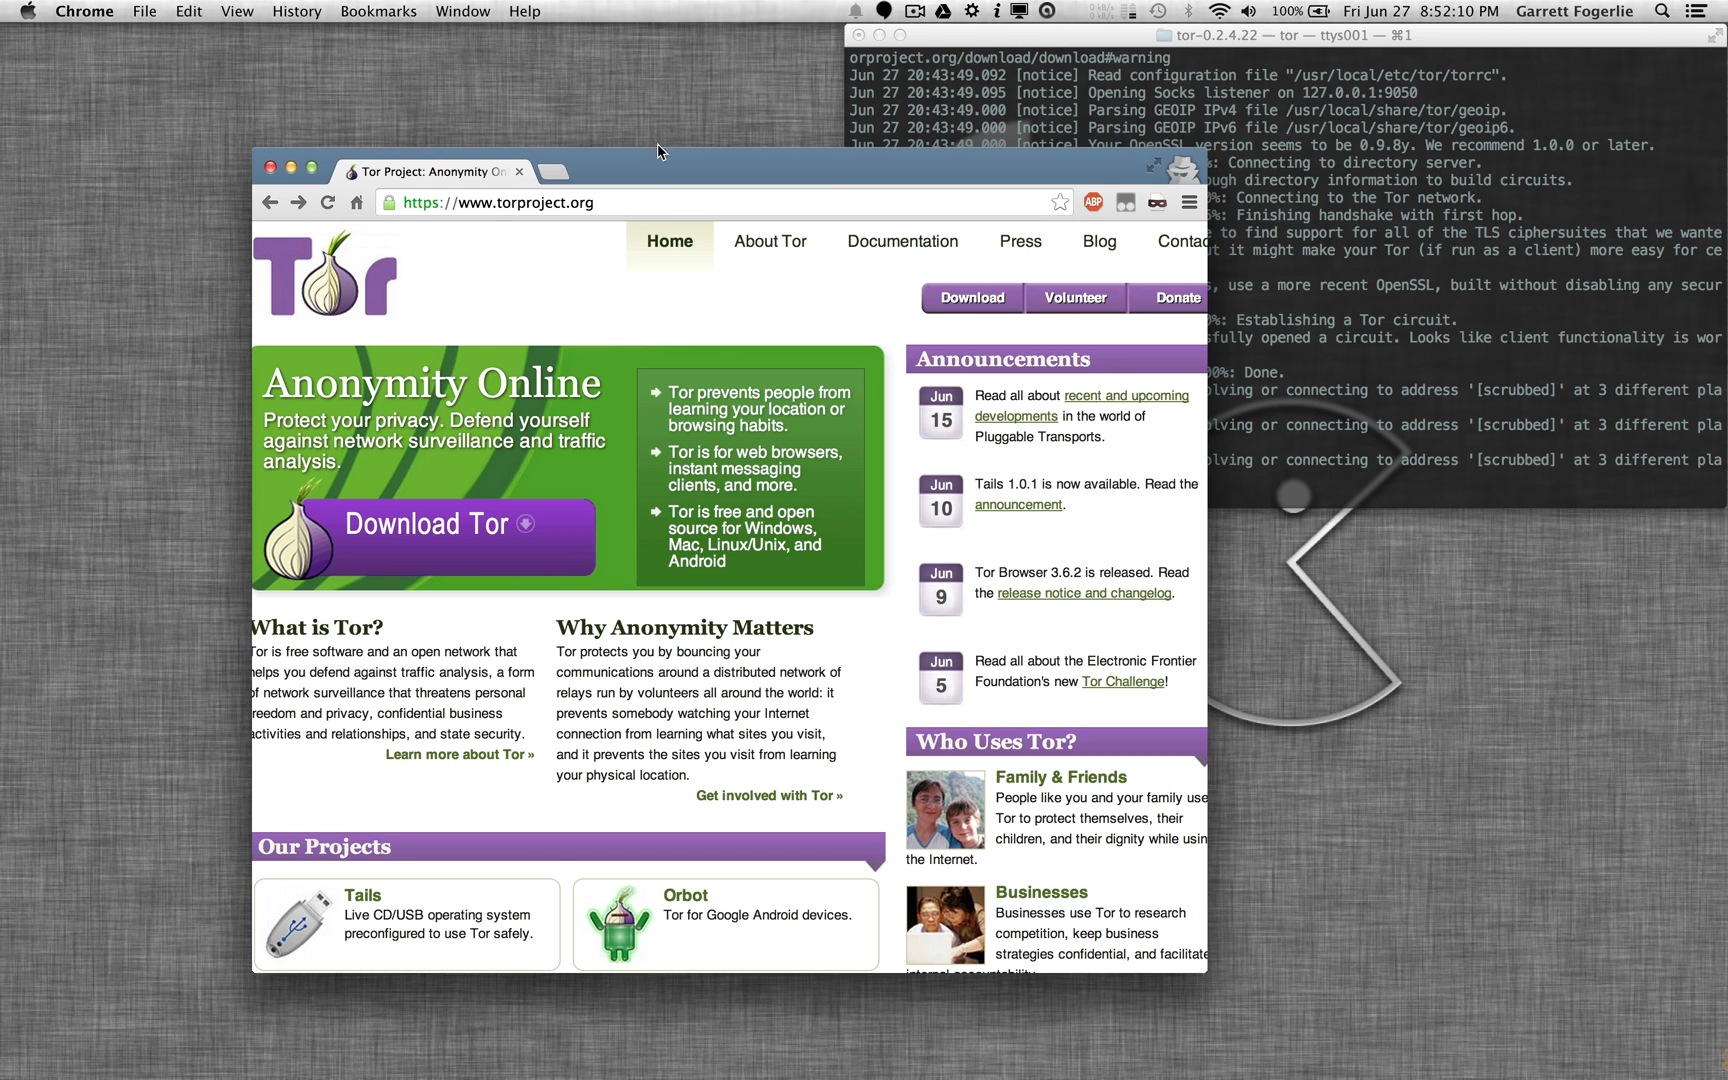 Chrome File Edit View History Bookmarks Window Help
100% Fri Jun 27 8:52:10 PM Garrett Fogerlie
tor-0.2.4.22 — tor — ttys001 — ⌘1
orproject.org/download/download#warning
Jun 27 20:43:49.092 [notice] Read configuration file "/usr/local/etc/tor/torrc".
Jun 27 20:43:49.095 [notice] Opening Socks listener on 127.0.0.1:9050
Jun 27 20:43:49.000 [notice] Parsing GEOIP IPv4 file /usr/local/share/tor/geoip.
Jun 27 20:43:49.000 [notice] Parsing GEOIP IPv6 file /usr/local/share/tor/geoip6.
Jun 27 20:43:49.000 [notice] Your OpenSSL version seems to be 0.9.8y. We recommend 1.0.0 or later.
%: Connecting to directory server.
ugh directory information to build circuits.
0%: Connecting to the Tor network.
%: Finishing handshake with first hop.
to find support for all of the TLS ciphersuites that we wante
t it might make your Tor (if run as a client) more easy for ce
s, use a more recent OpenSSL, built without disabling any secur
0%: Establishing a Tor circuit.
sfully opened a circuit. Looks like client functionality is wor
00%: Done.
olving or connecting to address '[scrubbed]' at 3 different pla
olving or connecting to address '[scrubbed]' at 3 different pla
olving or connecting to address '[scrubbed]' at 3 different pla
Tor Project: Anonymity On
https://www.torproject.org
ABP
Tor
Home About Tor Documentation Press Blog Contac
Download Volunteer Donate
Anonymity Online
Protect your privacy. Defend yourself
against network surveillance and traffic
analysis.
Download Tor
Tor prevents people from
learning your location or
browsing habits.
Tor is for web browsers,
instant messaging
clients, and more.
Tor is free and open
source for Windows,
Mac, Linux/Unix, and
Android
What is Tor?
Tor is free software and an open network that
helps you defend against traffic analysis, a form
of network surveillance that threatens personal
freedom and privacy, confidential business
activities and relationships, and state security.
Learn more about Tor »
Why Anonymity Matters
Tor protects you by bouncing your
communications around a distributed network of
relays run by volunteers all around the world: it
prevents somebody watching your Internet
connection from learning what sites you visit,
and it prevents the sites you visit from learning
your physical location.
Get involved with Tor »
Our Projects
Tails
Live CD/USB operating system
preconfigured to use Tor safely.
Orbot
Tor for Google Android devices.
Announcements
Jun
15
Read all about recent and upcoming
developments in the world of
Pluggable Transports.
Jun
10
Tails 1.0.1 is now available. Read the
announcement.
Jun
9
Tor Browser 3.6.2 is released. Read
the release notice and changelog.
Jun
5
Read all about the Electronic Frontier
Foundation's new Tor Challenge!
Who Uses Tor?
Family & Friends
People like you and your family use
Tor to protect themselves, their
children, and their dignity while usin
the Internet.
Businesses
Businesses use Tor to research
competition, keep business
strategies confidential, and facilitate
internal accountability.